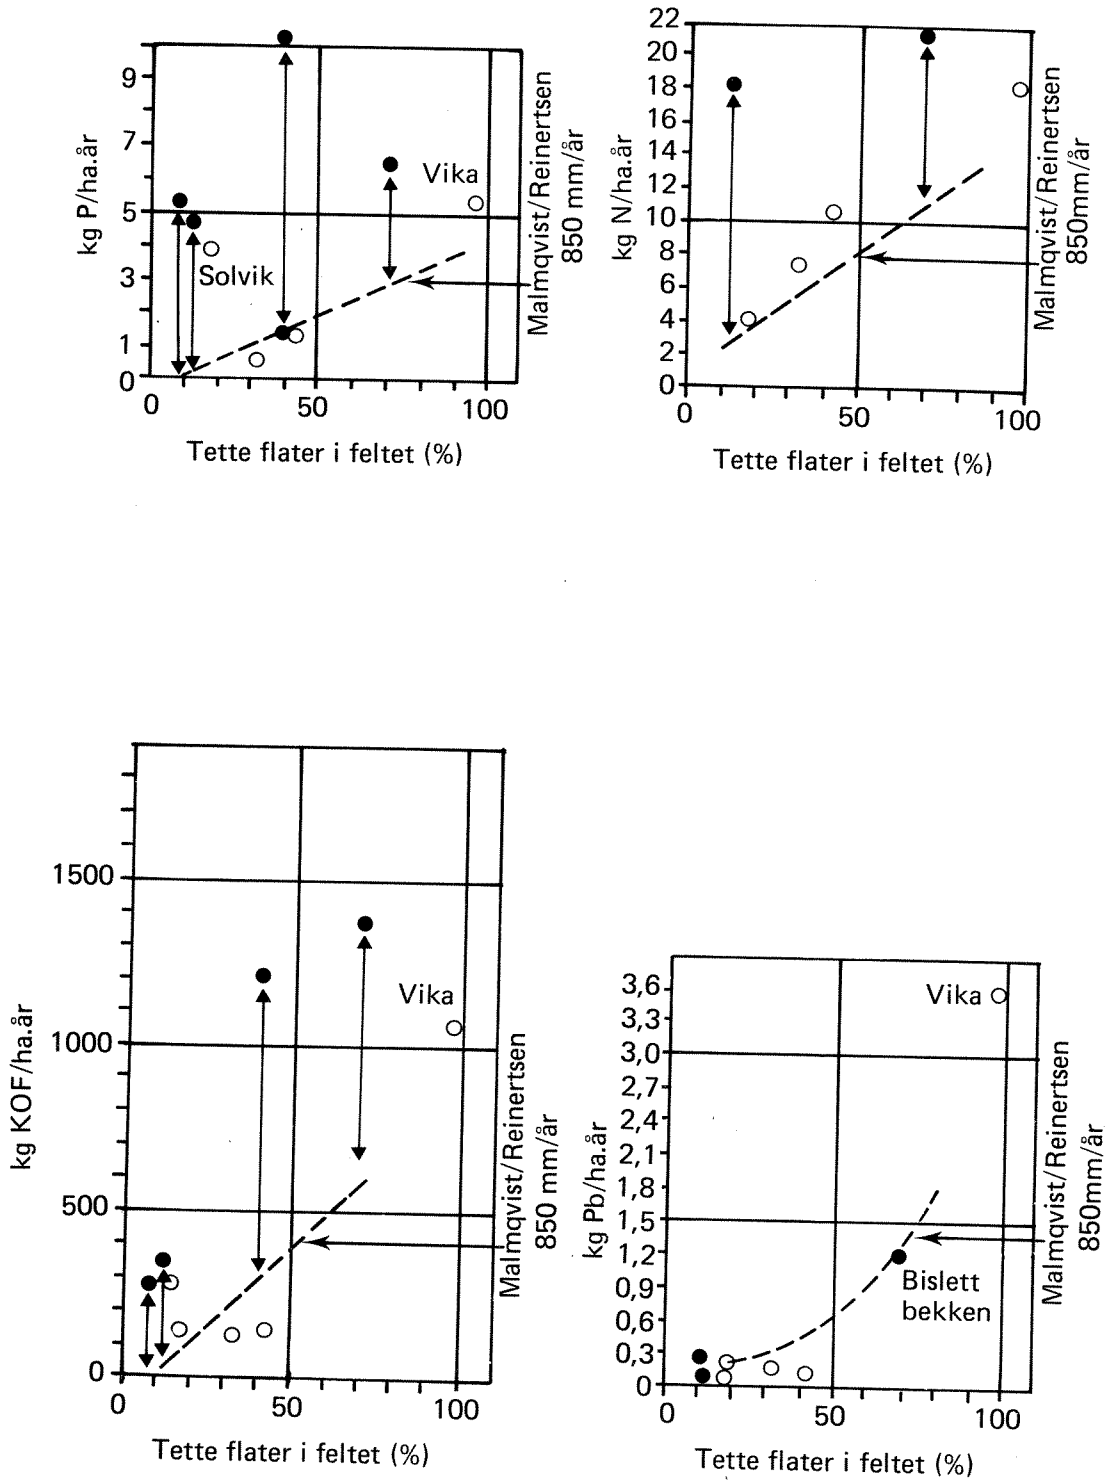 kg P/ha.år
9
7
5
3
1
0
0
50
100
Vika
Solvik
Malmqvist/Reinertsen
850 mm/år
Tette flater i feltet (%)
kg N/ha.år
22
20
18
16
14
12
10
8
6
4
2
0
0
50
100
Malmqvist/Reinertsen
850mm/år
Tette flater i feltet (%)
kg KOF/ha.år
1500
1000
500
0
0
50
100
Vika
Malmqvist/Reinertsen
850 mm/år
Tette flater i feltet (%)
kg Pb/ha.år
3,6
3,3
3,0
2,7
2,4
2,1
1,8
1,5
1,2
0,9
0,6
0,3
0
0
50
100
Vika
Bislett
bekken
Malmqvist/Reinertsen
850mm/år
Tette flater i feltet (%)